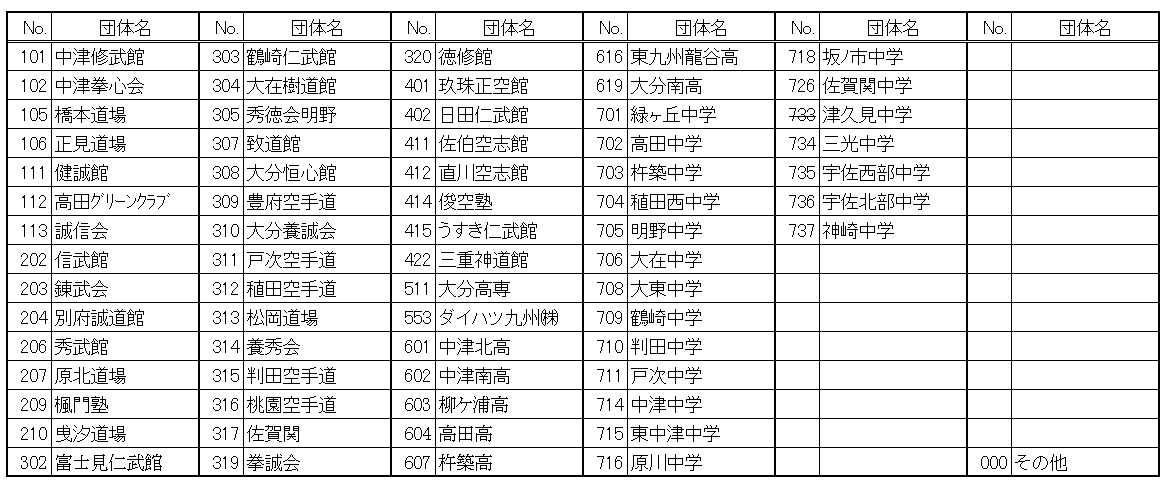 No. 団体名 No. 団体名 No. 団体名 No. 団体名 No. 団体名 No. 団体名
101 中津修武館 303 鶴崎仁武館 320 徳修館 616 東九州龍谷高 718 坂ノ市中学
102 中津拳心会 304 大在樹道館 401 玖珠正空館 619 大分南高 726 佐賀関中学
105 橋本道場 305 秀徳会明野 402 日田仁武館 701 緑ヶ丘中学 733 津久見中学
106 正見道場 307 致道館 411 佐伯空志館 702 高田中学 734 三光中学
111 健誠館 308 大分恒心館 412 直川空志館 703 杵築中学 735 宇佐西部中学
112 高田グリーンクラブ 309 豊府空手道 414 俊空塾 704 稙田西中学 736 宇佐北部中学
113 誠信会 310 大分養誠会 415 うすき仁武館 705 明野中学 737 神崎中学
202 信武館 311 戸次空手道 422 三重神道館 706 大在中学
203 錬武会 312 稙田空手道 511 大分高専 708 大東中学
204 別府誠道館 313 松岡道場 553 ダイハツ九州㈱ 709 鶴崎中学
206 秀武館 314 養秀会 601 中津北高 710 判田中学
207 原北道場 315 判田空手道 602 中津南高 711 戸次中学
209 楓門塾 316 桃園空手道 603 柳ケ浦高 714 中津中学
210 曳汐道場 317 佐賀関 604 高田高 715 東中津中学
302 富士見仁武館 319 拳誠会 607 杵築高 716 原川中学 000 その他